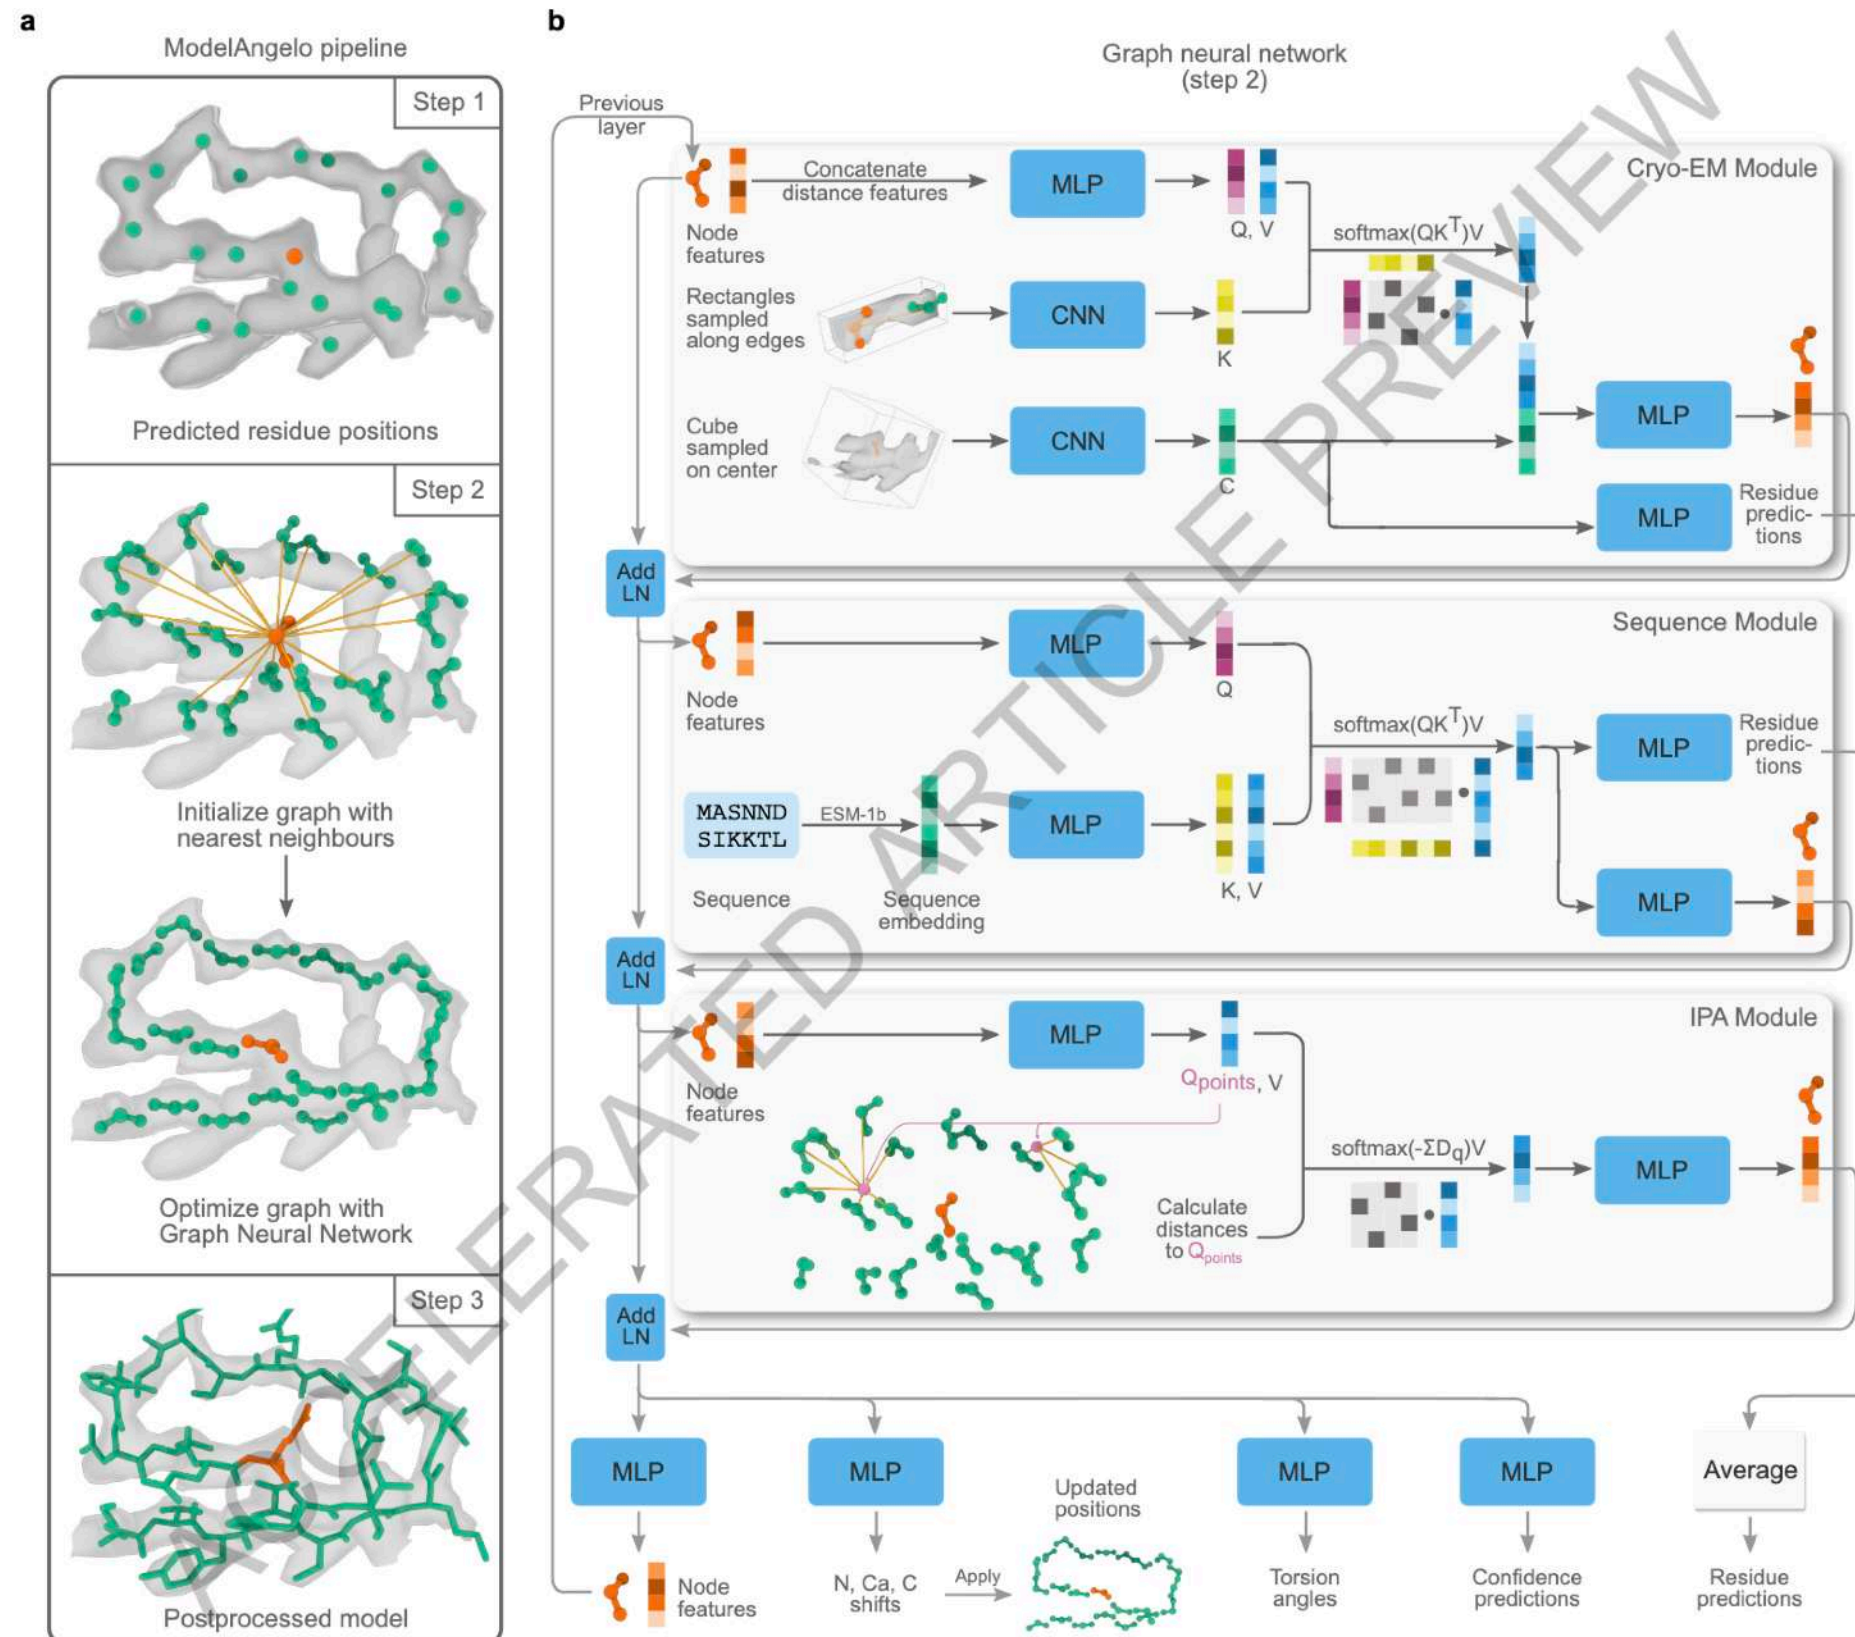 a
ModelAngelo pipeline
Step 1
Predicted residue positions
Step 2
Initialize graph with
nearest neighbours
Optimize graph with
Graph Neural Network
Step 3
Postprocessed model
b
Graph neural network
(step 2)
Previous
layer
Cryo-EM Module
Node
features
Concatenate
distance features
MLP
Q, V
softmax(QK^T)V
Rectangles
sampled
along edges
CNN
K
Cube
sampled
on center
CNN
C
MLP
MLP
Residue
predic-
tions
Add
LN
Sequence Module
Node
features
MLP
Q
softmax(QK^T)V
MASNND
SIKKTL
ESM-1b
Sequence
Sequence
embedding
MLP
K, V
MLP
Residue
predic-
tions
MLP
Add
LN
IPA Module
Node
features
MLP
Qpoints, V
Calculate
distances
to Qpoints
softmax(-ΣDq)V
MLP
Add
LN
MLP
MLP
MLP
MLP
Average
Node
features
N, Ca, C
shifts
Apply
Updated
positions
Torsion
angles
Confidence
predictions
Residue
predictions
ACCELERATED ARTICLE PREVIEW